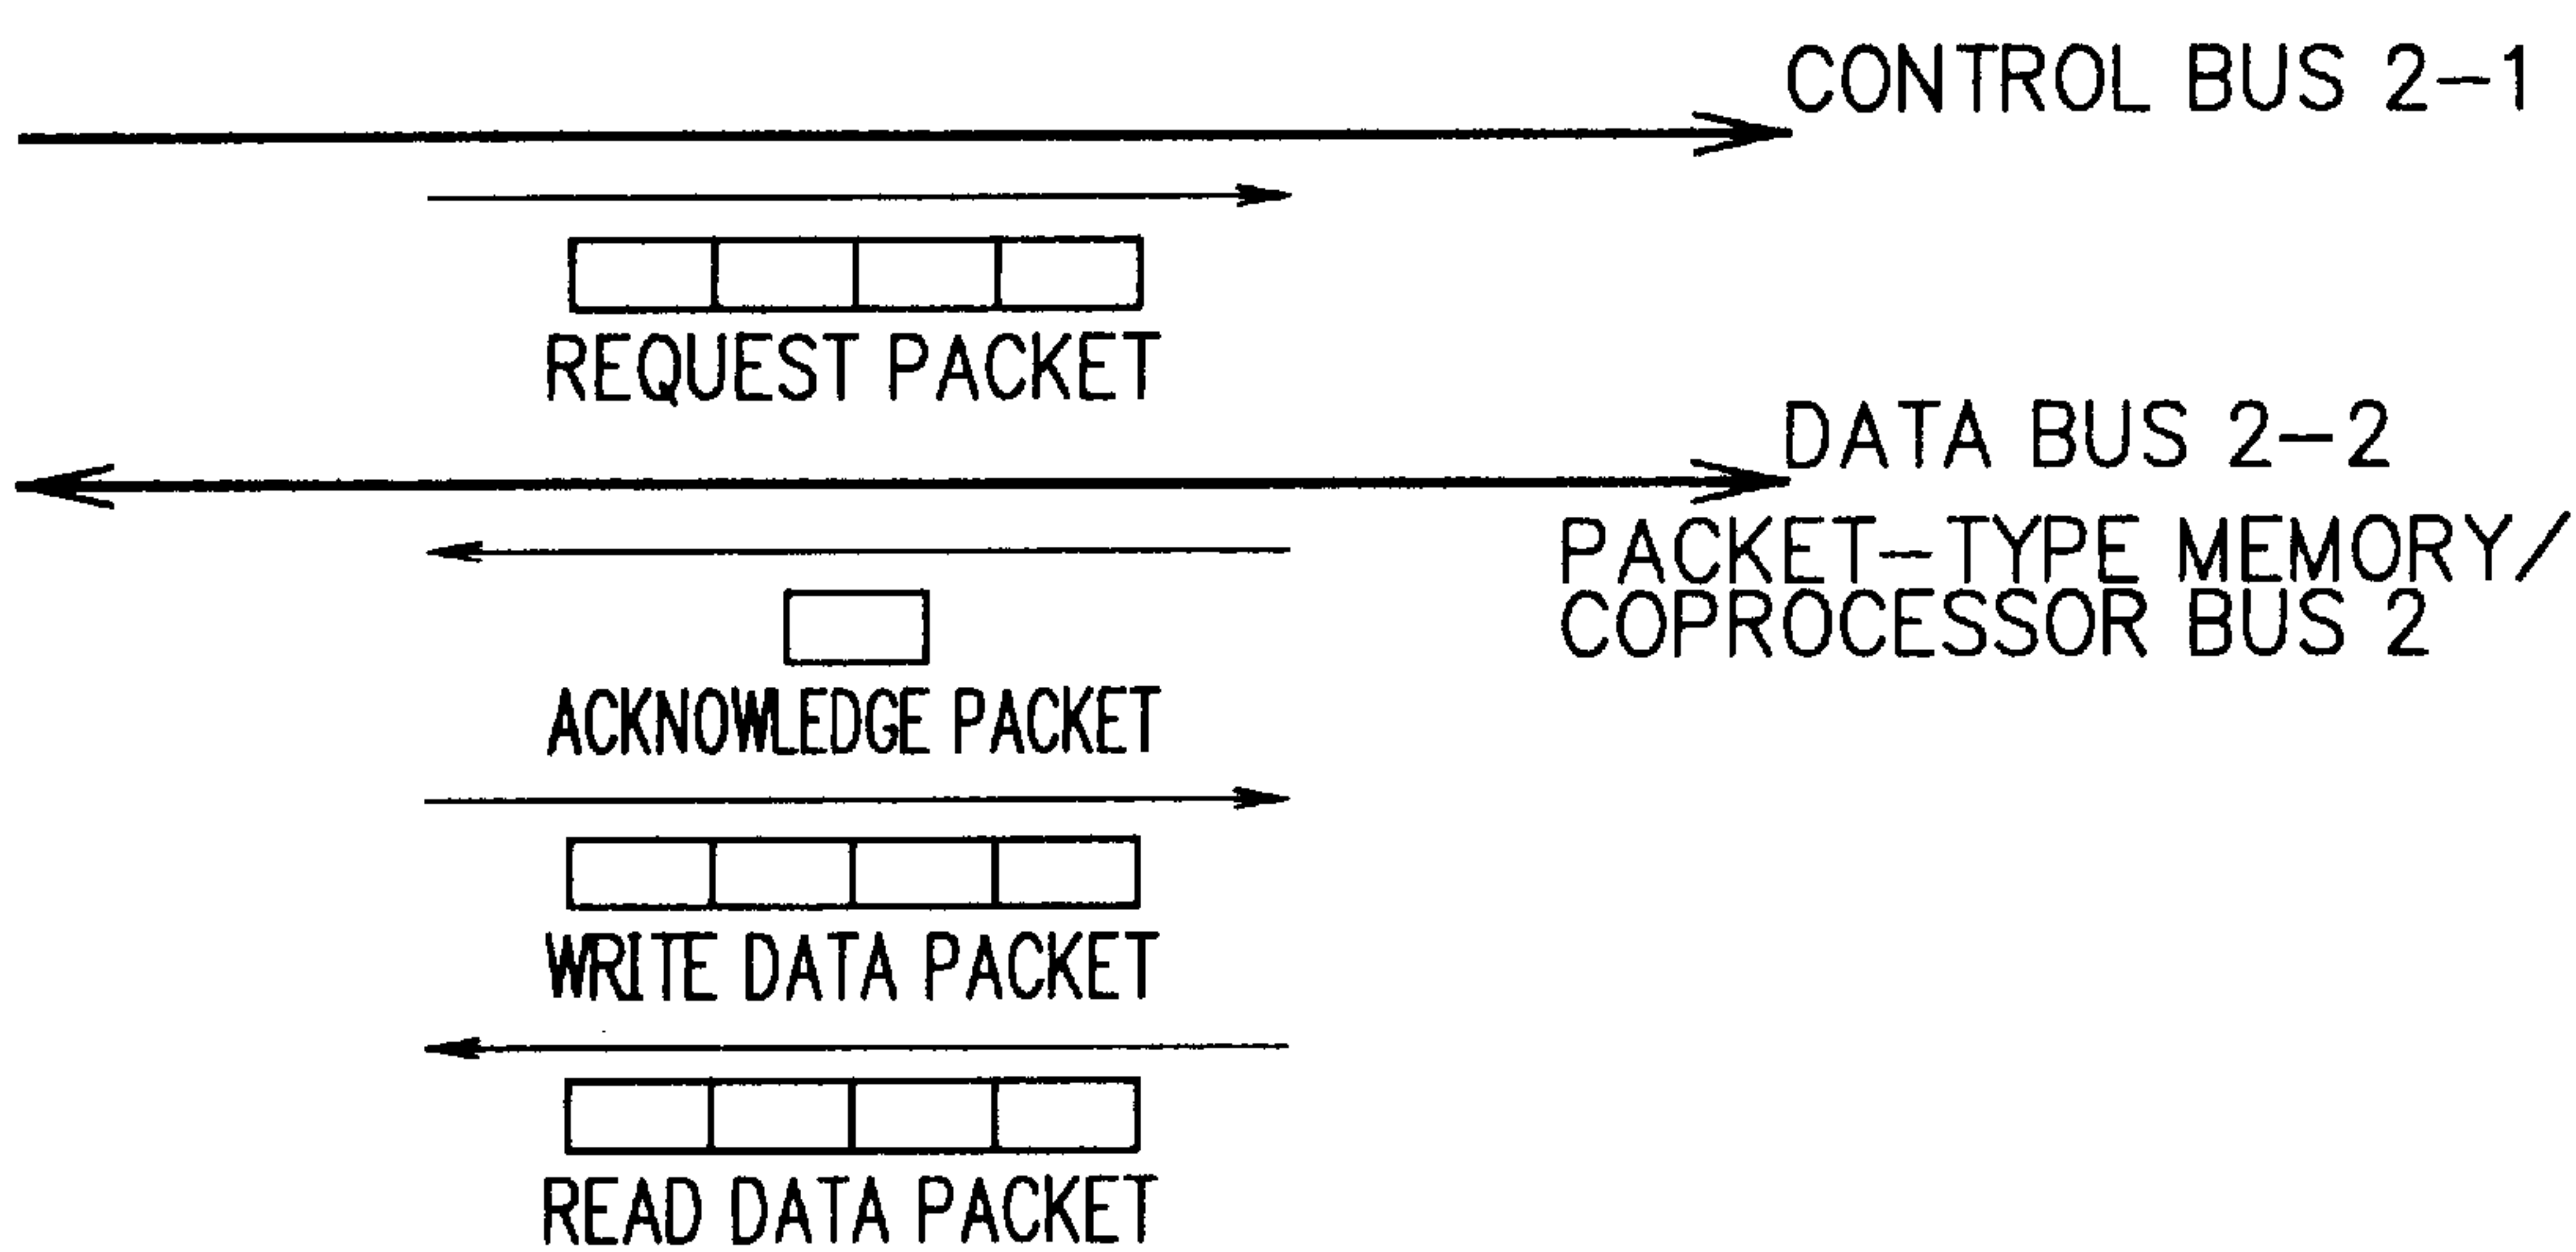 CONTROL BUS 2-1
REQUEST PACKET
DATA BUS 2-2
PACKET-TYPE MEMORY/
COPROCESSOR BUS 2
ACKNOWLEDGE PACKET
WRITE DATA PACKET
READ DATA PACKET